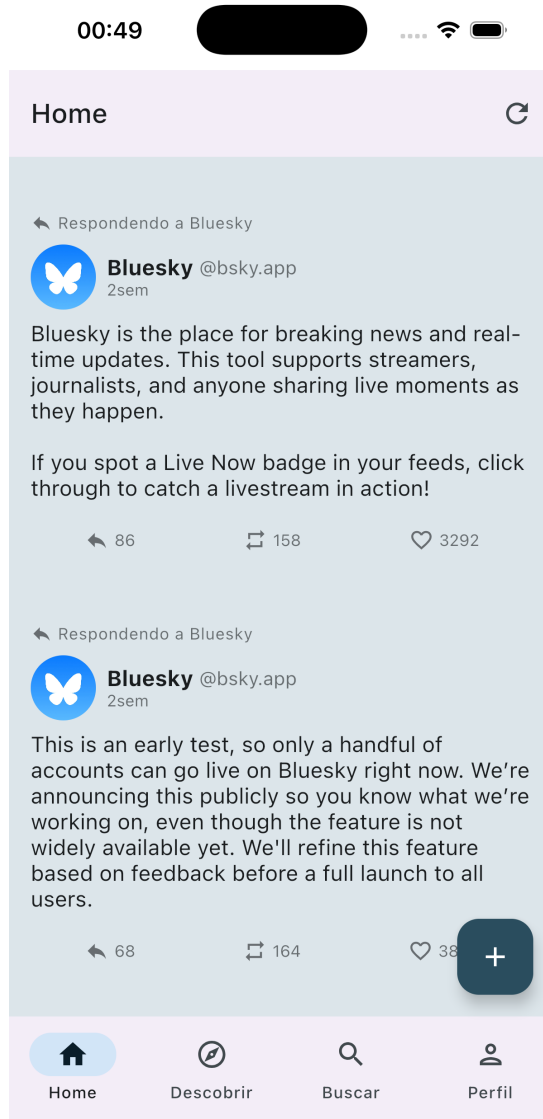 00:49
Home
Respondendo a Bluesky
Bluesky @bsky.app
2sem
Bluesky is the place for breaking news and real-
time updates. This tool supports streamers,
journalists, and anyone sharing live moments as
they happen.
If you spot a Live Now badge in your feeds, click
through to catch a livestream in action!
86 158 3292
Respondendo a Bluesky
Bluesky @bsky.app
2sem
This is an early test, so only a handful of
accounts can go live on Bluesky right now. We’re
announcing this publicly so you know what we’re
working on, even though the feature is not
widely available yet. We'll refine this feature
based on feedback before a full launch to all
users.
68 164
+
Home Descobrir Buscar Perfil